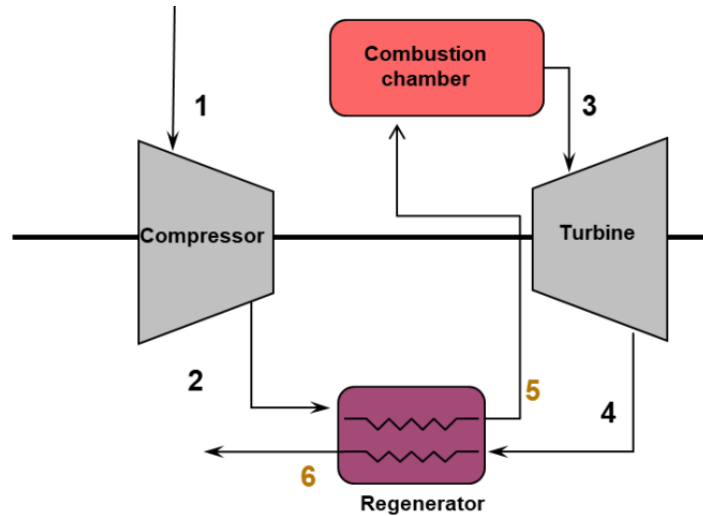 Combustion
chamber
1
3
Compressor
Turbine
2
5
4
6
Regenerator